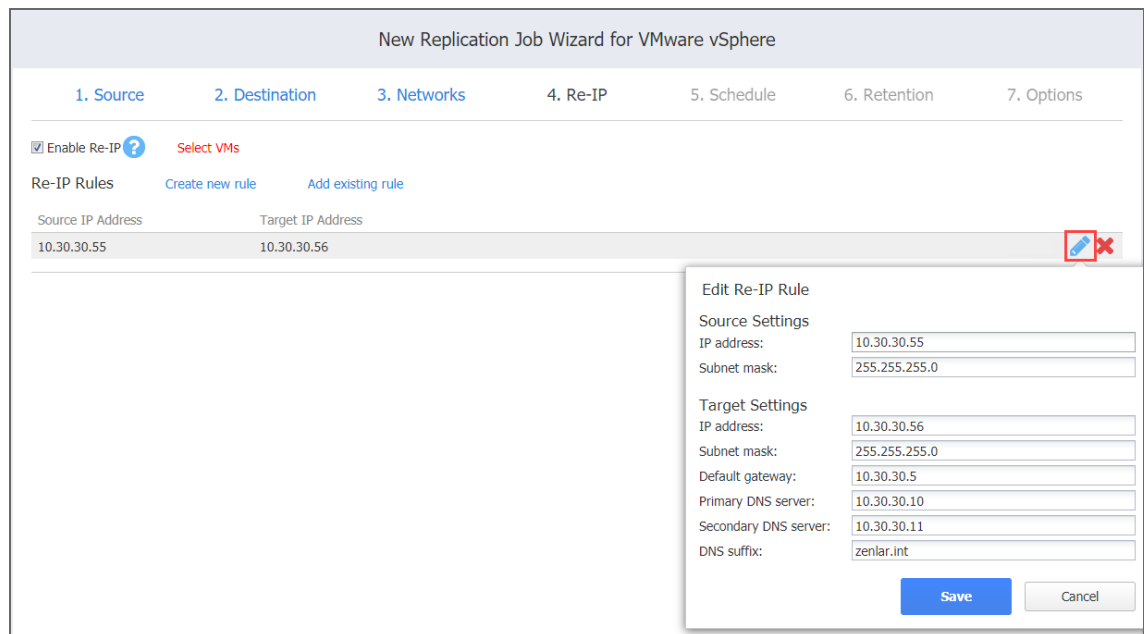 New Replication Job Wizard for VMware vSphere
1. Source 2. Destination 3. Networks 4. Re-IP 5. Schedule 6. Retention 7. Options
Enable Re-IP ? Select VMs
Re-IP Rules Create new rule Add existing rule
Source IP Address Target IP Address
10.30.30.55 10.30.30.56
Edit Re-IP Rule
Source Settings
IP address: 10.30.30.55
Subnet mask: 255.255.255.0
Target Settings
IP address: 10.30.30.56
Subnet mask: 255.255.255.0
Default gateway: 10.30.30.5
Primary DNS server: 10.30.30.10
Secondary DNS server: 10.30.30.11
DNS suffix: zenlar.int
Save Cancel